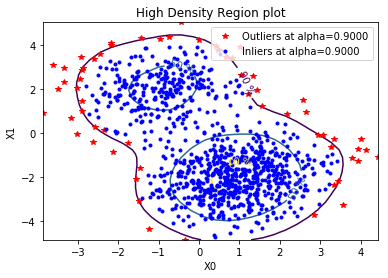 High Density Region plot
Outliers at alpha=0.9000
Inliers at alpha=0.9000
4
2
0
−2
−4
X1
−3
−2
−1
0
1
2
3
4
X0